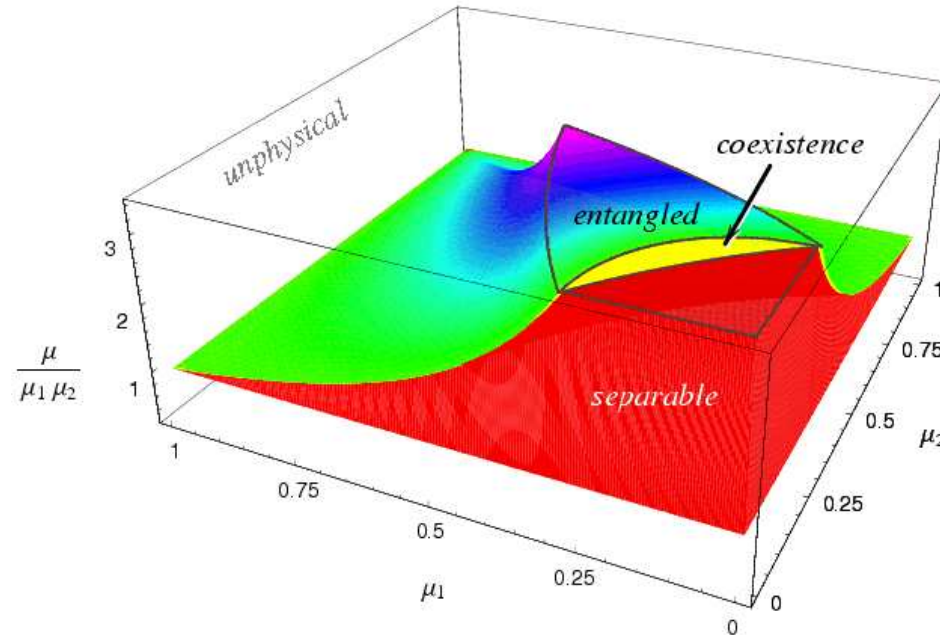 unphysical
coexistence
entangled
separable
3
2
1
μ
μ₁ μ₂
1
0.75
0.5
0.25
0
μ₁
0
0.25
0.5
0.75
1
μ₂